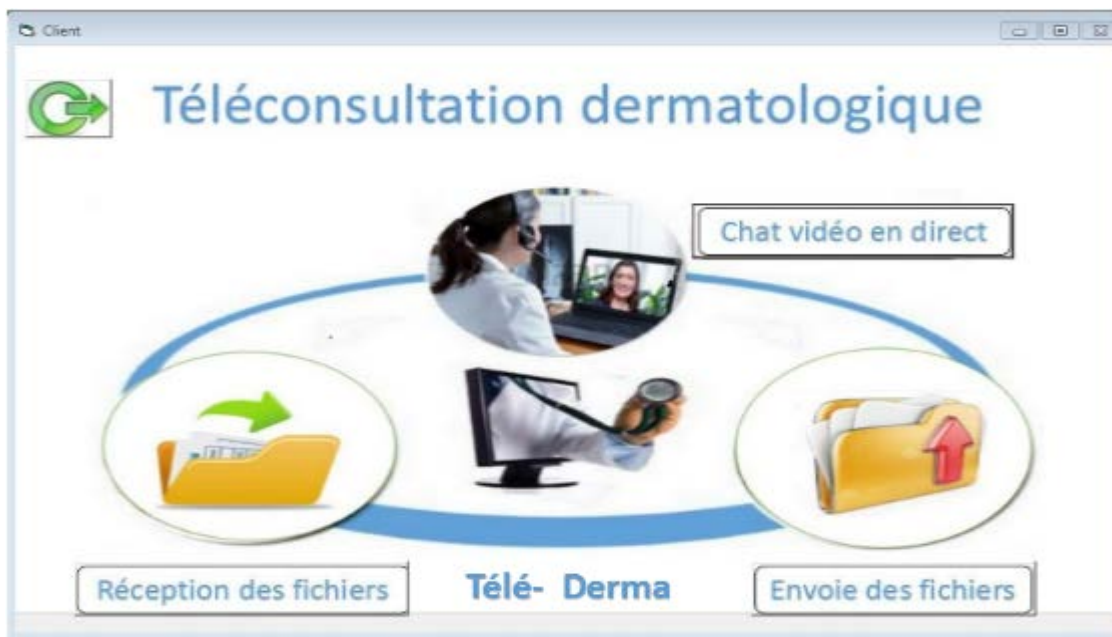 Client
Téléconsultation dermatologique
Chat vidéo en direct
Réception des fichiers
Télé- Derma
Envoie des fichiers